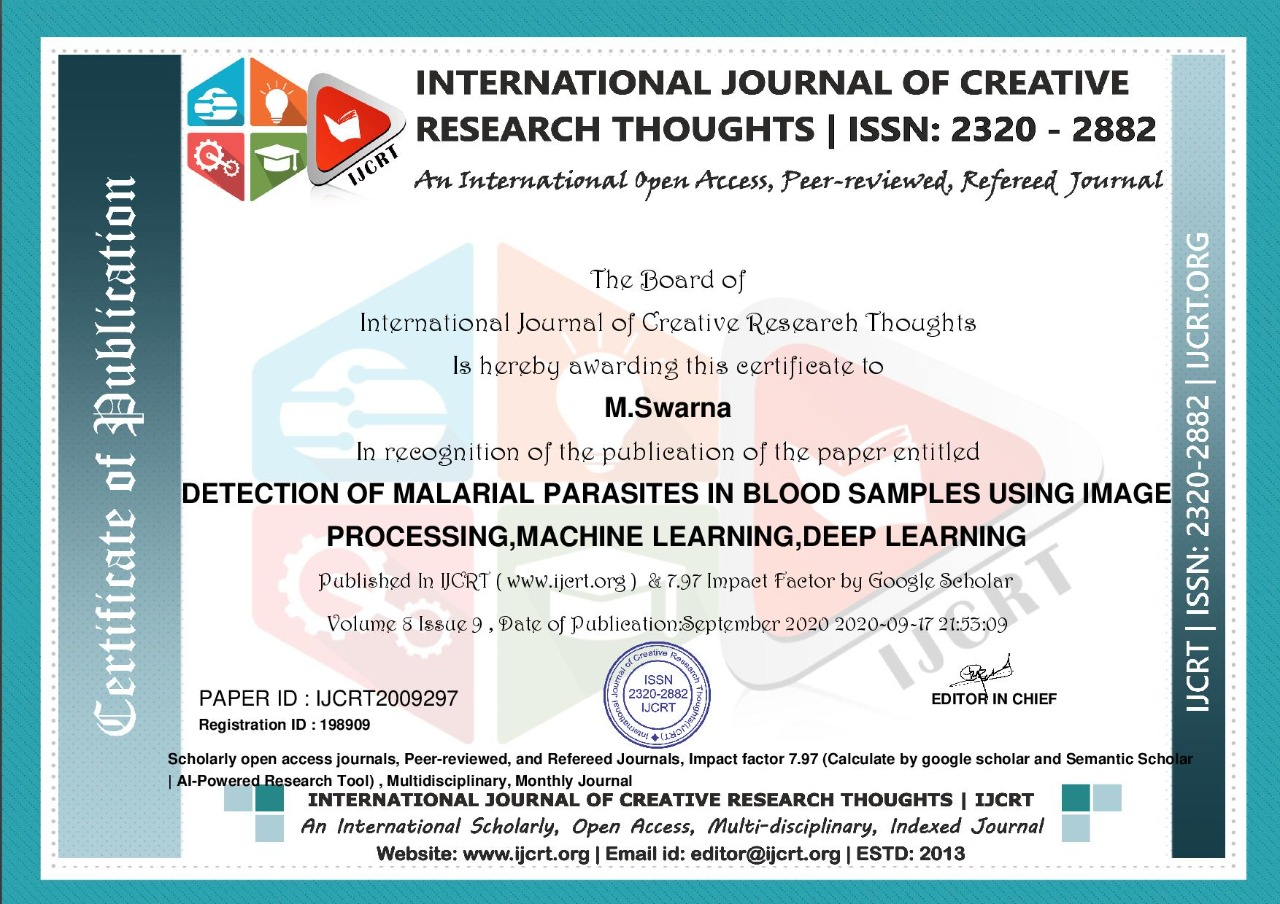 INTERNATIONAL JOURNAL OF CREATIVE
RESEARCH THOUGHTS | ISSN: 2320 - 2882
An International Open Access, Peer-reviewed, Refereed Journal
IJCRT
Certificate of Publication
The Board of
International Journal of Creative Research Thoughts
Is hereby awarding this certificate to
M.Swarna
In recognition of the publication of the paper entitled
DETECTION OF MALARIAL PARASITES IN BLOOD SAMPLES USING IMAGE
PROCESSING,MACHINE LEARNING,DEEP LEARNING
Published In IJCRT ( www.ijcrt.org ) & 7.97 Impact Factor by Google Scholar
Volume 8 Issue 9 , Date of Publication:September 2020 2020-09-17 21:53:09
IJCRT
PAPER ID : IJCRT2009297
Registration ID : 198909
International Journal of Creative Research Thoughts(IJCRT)
ISSN
2320-2882
IJCRT
EDITOR IN CHIEF
Scholarly open access journals, Peer-reviewed, and Refereed Journals, Impact factor 7.97 (Calculate by google scholar and Semantic Scholar
| AI-Powered Research Tool) , Multidisciplinary, Monthly Journal
INTERNATIONAL JOURNAL OF CREATIVE RESEARCH THOUGHTS | IJCRT
An International Scholarly, Open Access, Multi-disciplinary, Indexed Journal
Website: www.ijcrt.org | Email id: editor@ijcrt.org | ESTD: 2013
IJCRT | ISSN: 2320-2882 | IJCRT.ORG